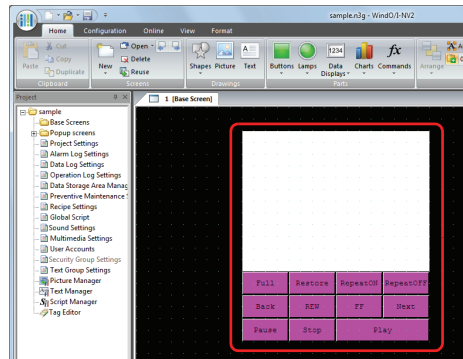 sample.n3g - WindO/I-NV2
Home Configuration Online View Format
Cut
Copy
Duplicate
Paste
Clipboard
New
Open
Delete
Reuse
Screens
Shapes Picture Text
Drawings
1234
Buttons Lamps Data Displays Charts Commands
fx
Parts
Arrange
Project
1 [Base Screen]
sample
Base Screens
Popup screens
Project Settings
Alarm Log Settings
Data Log Settings
Operation Log Settings
Data Storage Area Manag
Preventive Maintenance
Recipe Settings
Global Script
Sound Settings
Multimedia Settings
User Accounts
Security Group Settings
Text Group Settings
Picture Manager
Text Manager
Script Manager
Tag Editor
Full Restore RepeatON RepeatOFF
Back REW FF Next
Pause Stop Play